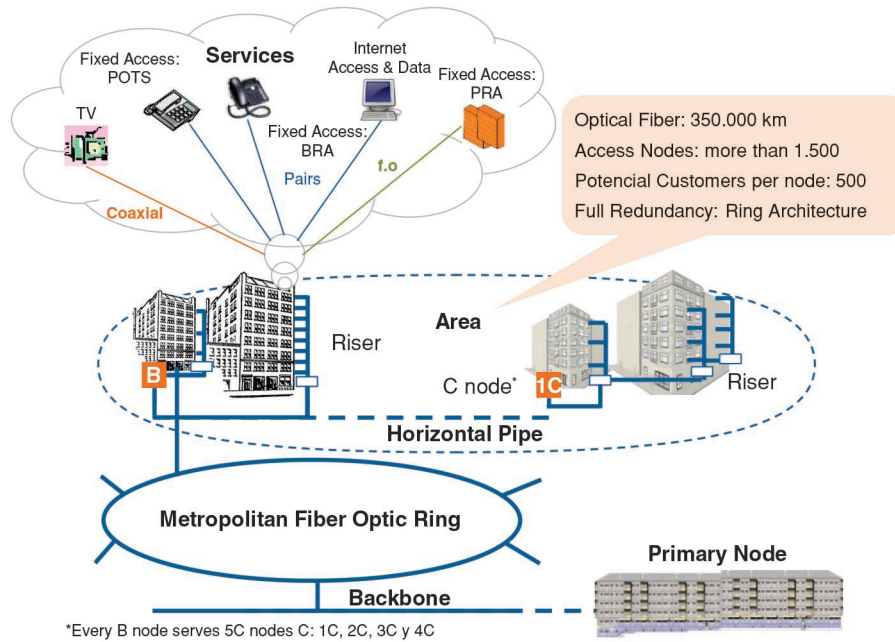 Services
Fixed Access:
POTS
Internet
Access & Data
Fixed Access:
PRA
TV
Fixed Access:
BRA
Pairs
f.o
Coaxial
Optical Fiber: 350.000 km
Access Nodes: more than 1.500
Potencial Customers per node: 500
Full Redundancy: Ring Architecture
Area
Riser
B
C node*
1C
Riser
Horizontal Pipe
Metropolitan Fiber Optic Ring
Primary Node
Backbone
*Every B node serves 5C nodes C: 1C, 2C, 3C y 4C